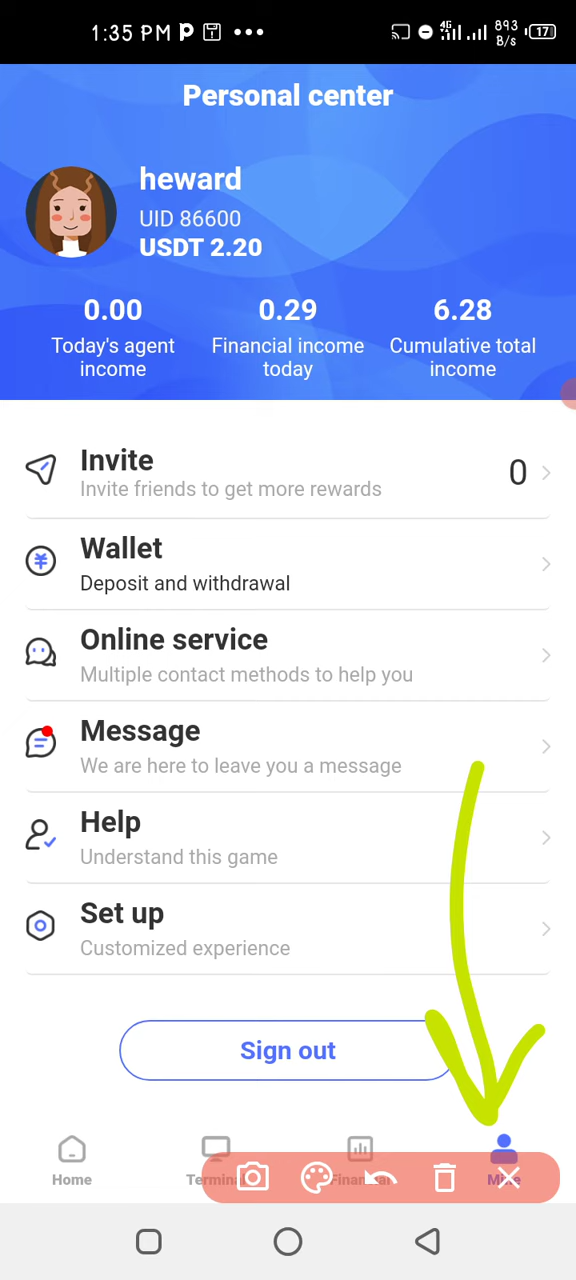 1:35 PM
4G
893
B/s
17
Personal center
heward
UID 86600
USDT 2.20
0.00
0.29
6.28
Today's agent income
Financial income today
Cumulative total income
Invite
Invite friends to get more rewards
0
Wallet
Deposit and withdrawal
Online service
Multiple contact methods to help you
Message
We are here to leave you a message
Help
Understand this game
Set up
Customized experience
Sign out
Home